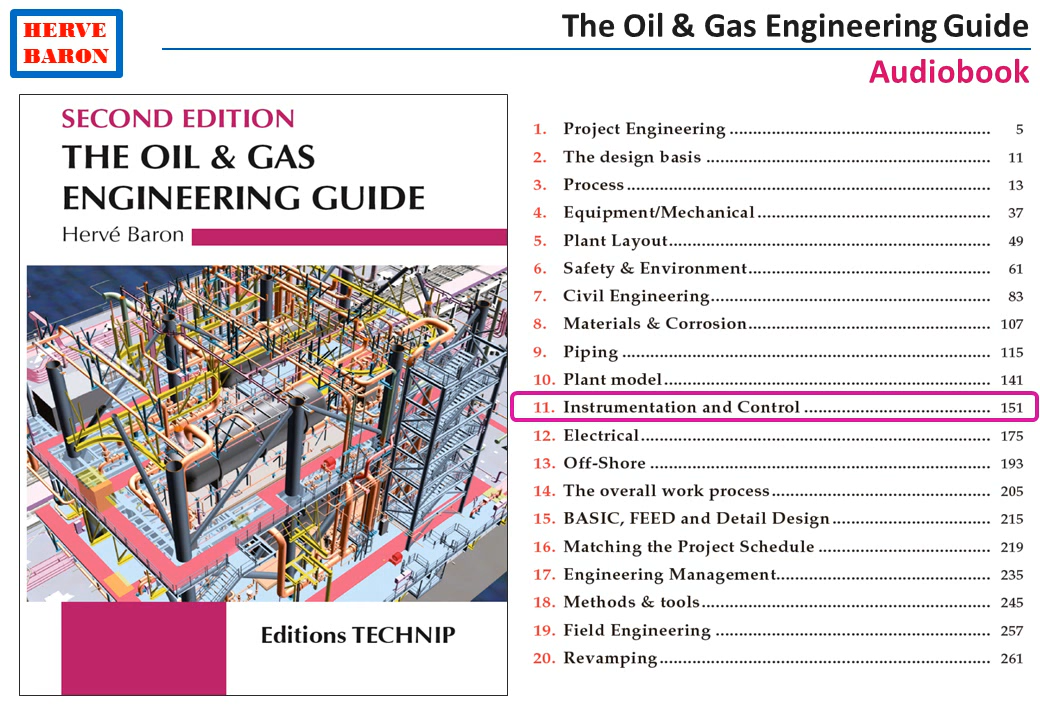 HERVE
BARON
The Oil & Gas Engineering Guide
Audiobook
SECOND EDITION
THE OIL & GAS
ENGINEERING GUIDE
Hervé Baron
Editions TECHNIP
1. Project Engineering ........................................................ 5
2. The design basis ............................................................. 11
3. Process .............................................................................. 13
4. Equipment/Mechanical .................................................. 37
5. Plant Layout..................................................................... 49
6. Safety & Environment.................................................... 61
7. Civil Engineering............................................................ 83
8. Materials & Corrosion.................................................... 107
9. Piping ............................................................................... 115
10. Plant model...................................................................... 141
11. Instrumentation and Control ........................................ 151
12. Electrical........................................................................... 175
13. Off-Shore ......................................................................... 193
14. The overall work process............................................... 205
15. BASIC, FEED and Detail Design.................................. 215
16. Matching the Project Schedule ..................................... 219
17. Engineering Management.............................................. 235
18. Methods & tools.............................................................. 245
19. Field Engineering ........................................................... 257
20. Revamping....................................................................... 261